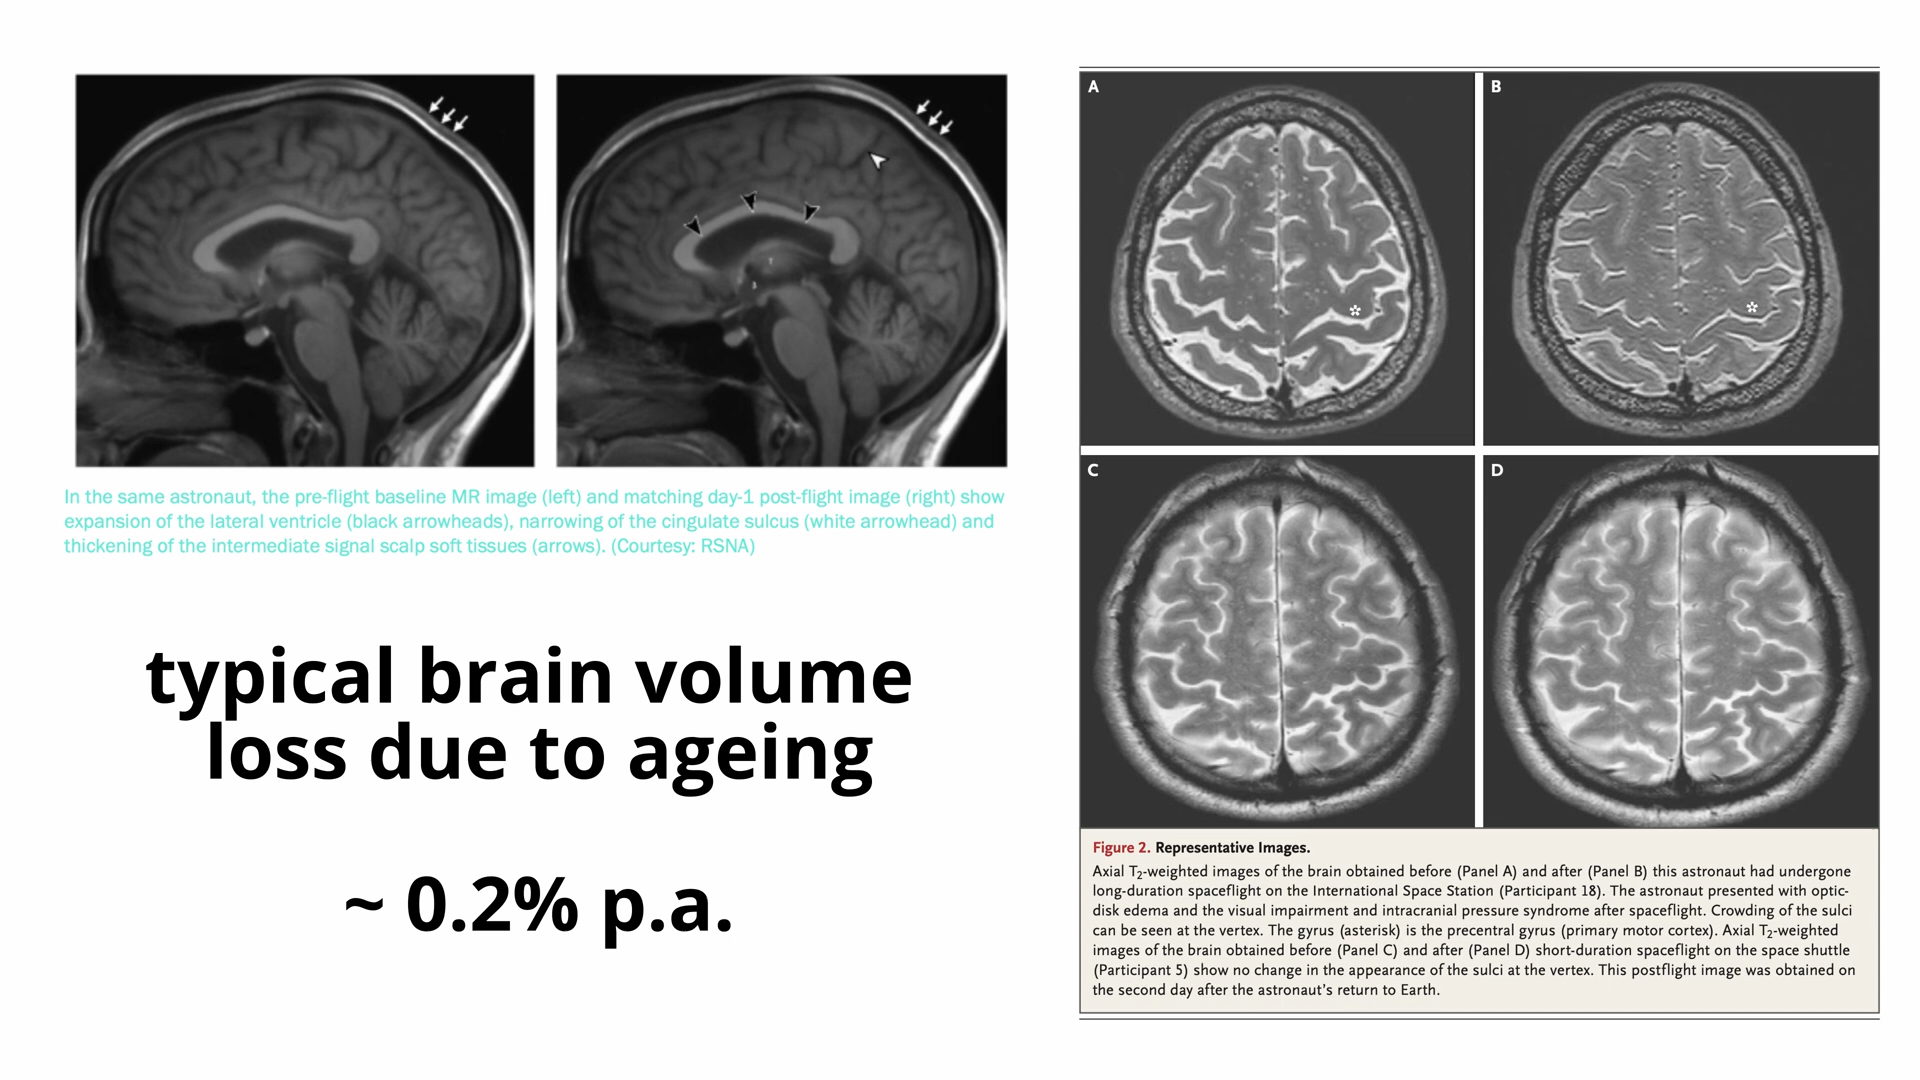 In the same astronaut, the pre-flight baseline MR image (left) and matching day-1 post-flight image (right) show
expansion of the lateral ventricle (black arrowheads), narrowing of the cingulate sulcus (white arrowhead) and
thickening of the intermediate signal scalp soft tissues (arrows). (Courtesy: RSNA)
typical brain volume
loss due to ageing
~ 0.2% p.a.
A
B
C
D
Figure 2. Representative Images.
Axial T2-weighted images of the brain obtained before (Panel A) and after (Panel B) this astronaut had undergone
long-duration spaceflight on the International Space Station (Participant 18). The astronaut presented with optic-
disk edema and the visual impairment and intracranial pressure syndrome after spaceflight. Crowding of the sulci
can be seen at the vertex. The gyrus (asterisk) is the precentral gyrus (primary motor cortex). Axial T2-weighted
images of the brain obtained before (Panel C) and after (Panel D) short-duration spaceflight on the space shuttle
(Participant 5) show no change in the appearance of the sulci at the vertex. This postflight image was obtained on
the second day after the astronaut's return to Earth.